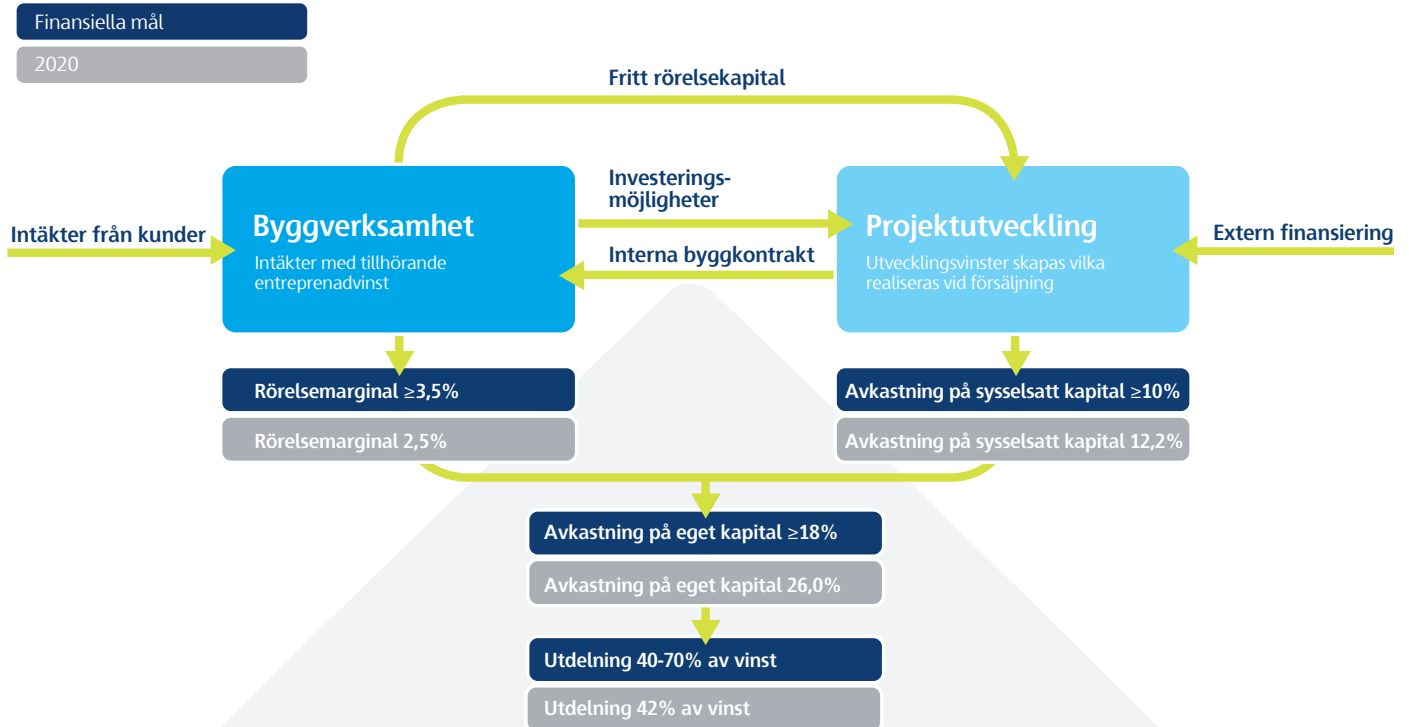 Finansiella mål
2020
Fritt rörelsekapital
Intäkter från kunder
Byggverksamhet
Intäkter med tillhörande
entreprenadvinst
Investerings-
möjligheter
Interna byggkontrakt
Projektutveckling
Utvecklingsvinster skapas vilka
realiseras vid försäljning
Extern finansiering
Rörelsemarginal ≥3,5%
Rörelsemarginal 2,5%
Avkastning på sysselsatt kapital ≥10%
Avkastning på sysselsatt kapital 12,2%
Avkastning på eget kapital ≥18%
Avkastning på eget kapital 26,0%
Utdelning 40-70% av vinst
Utdelning 42% av vinst